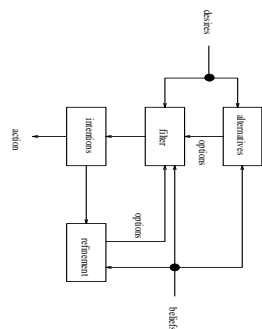 desires
alternatives
options
filter
intentions
action
options
refinement
beliefs